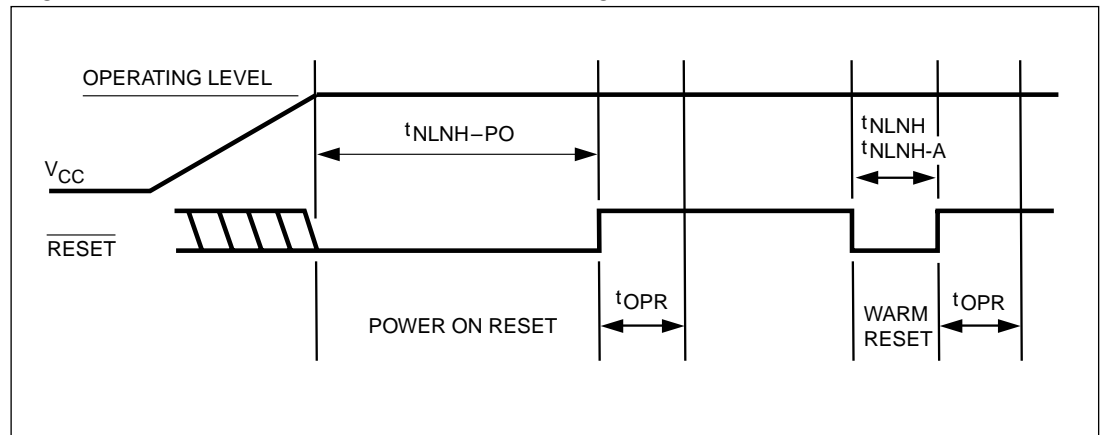 OPERATING LEVEL
tNLNH–PO
tNLNH
tNLNH-A
VCC
RESET
tOPR
POWER ON RESET
WARM
RESET
tOPR